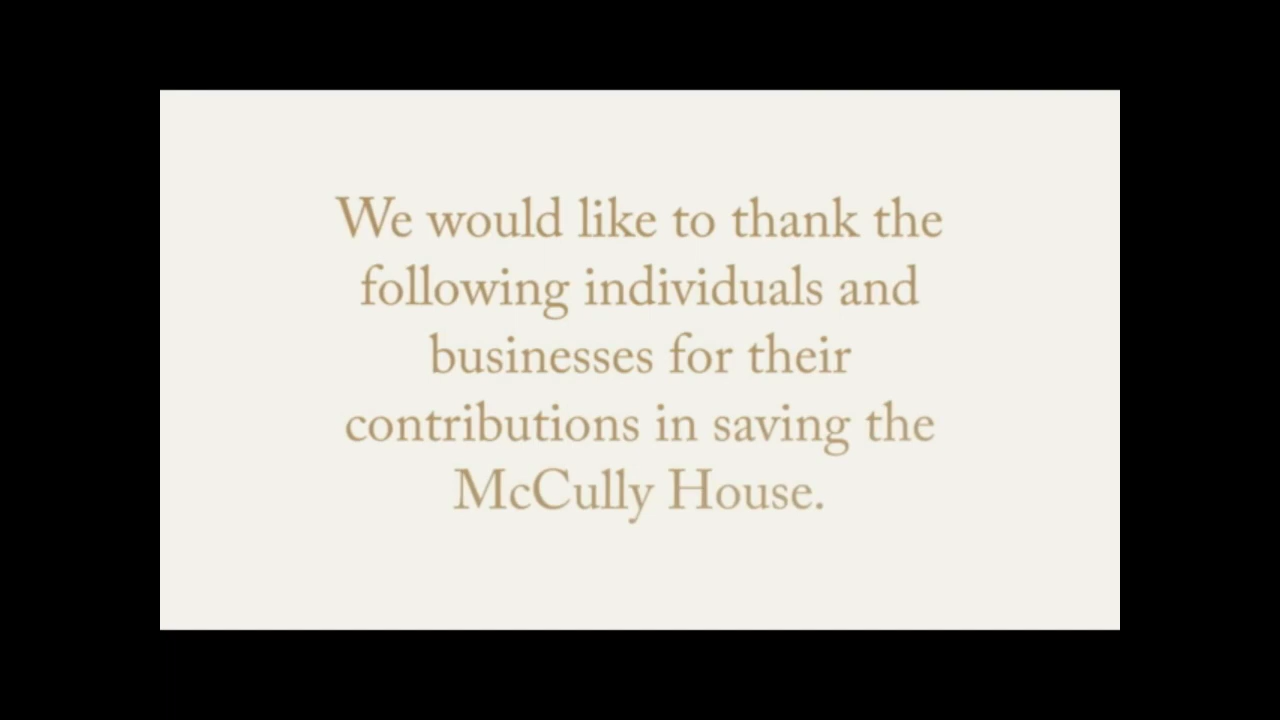 We would like to thank the
following individuals and
businesses for their
contributions in saving the
McCully House.